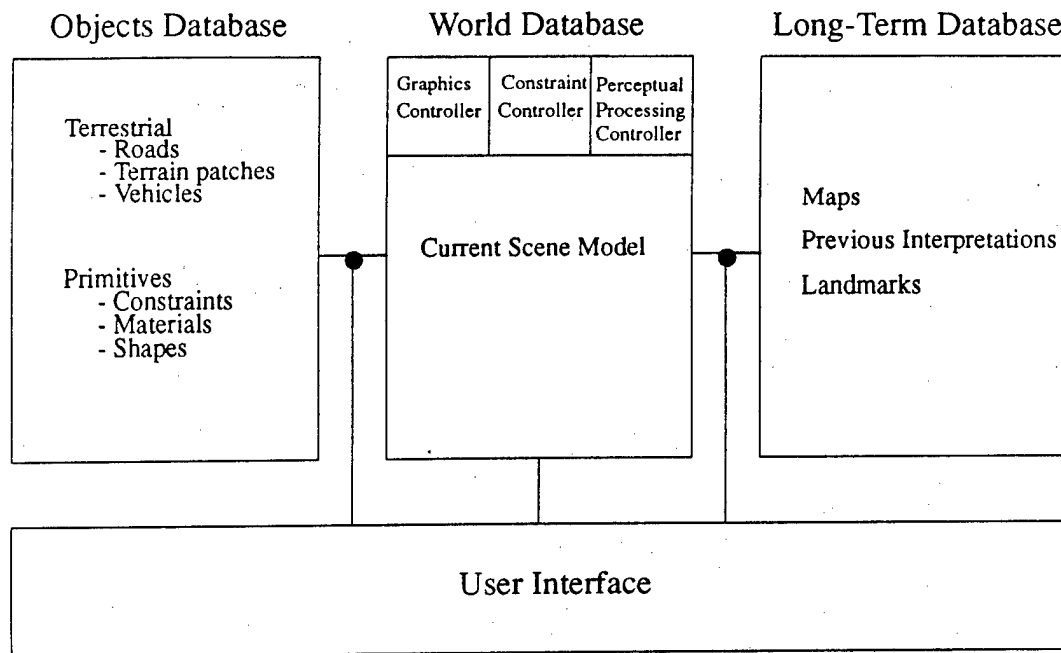 Objects Database
World Database
Long-Term Database
Terrestrial
- Roads
- Terrain patches
- Vehicles
Primitives
- Constraints
- Materials
- Shapes
Graphics
Controller
Constraint
Controller
Perceptual
Processing
Controller
Current Scene Model
Maps
Previous Interpretations
Landmarks
User Interface